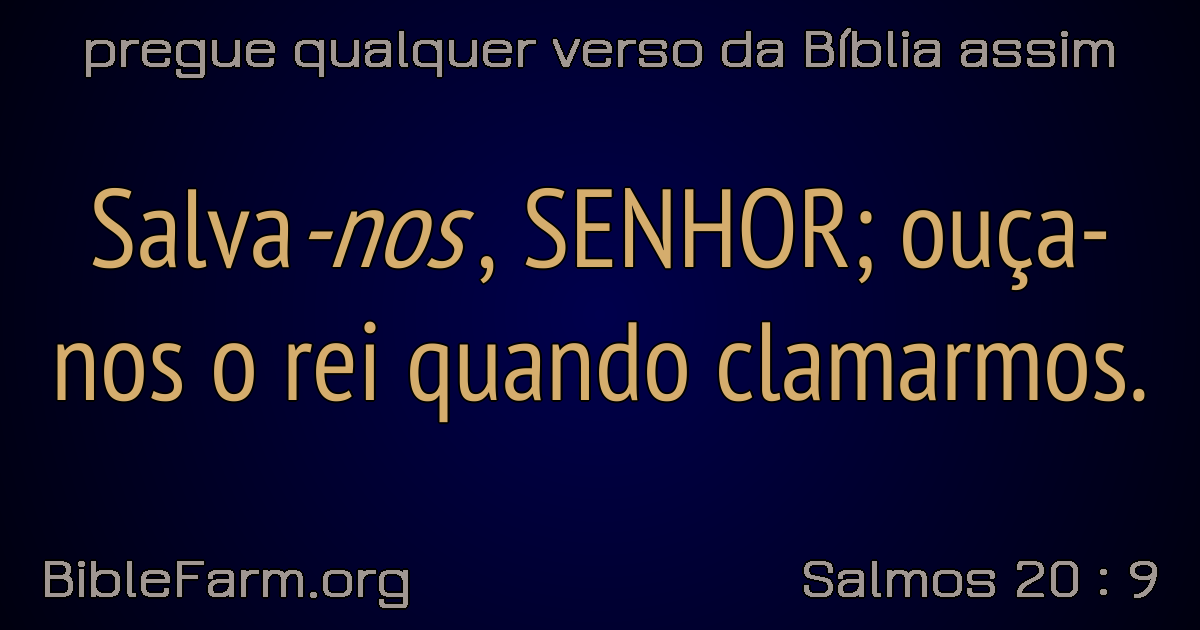 pregue qualquer verso da Bíblia assim
Salva-nos, SENHOR; ouça-
nos o rei quando clamarmos.
BibleFarm.org
Salmos 20 : 9